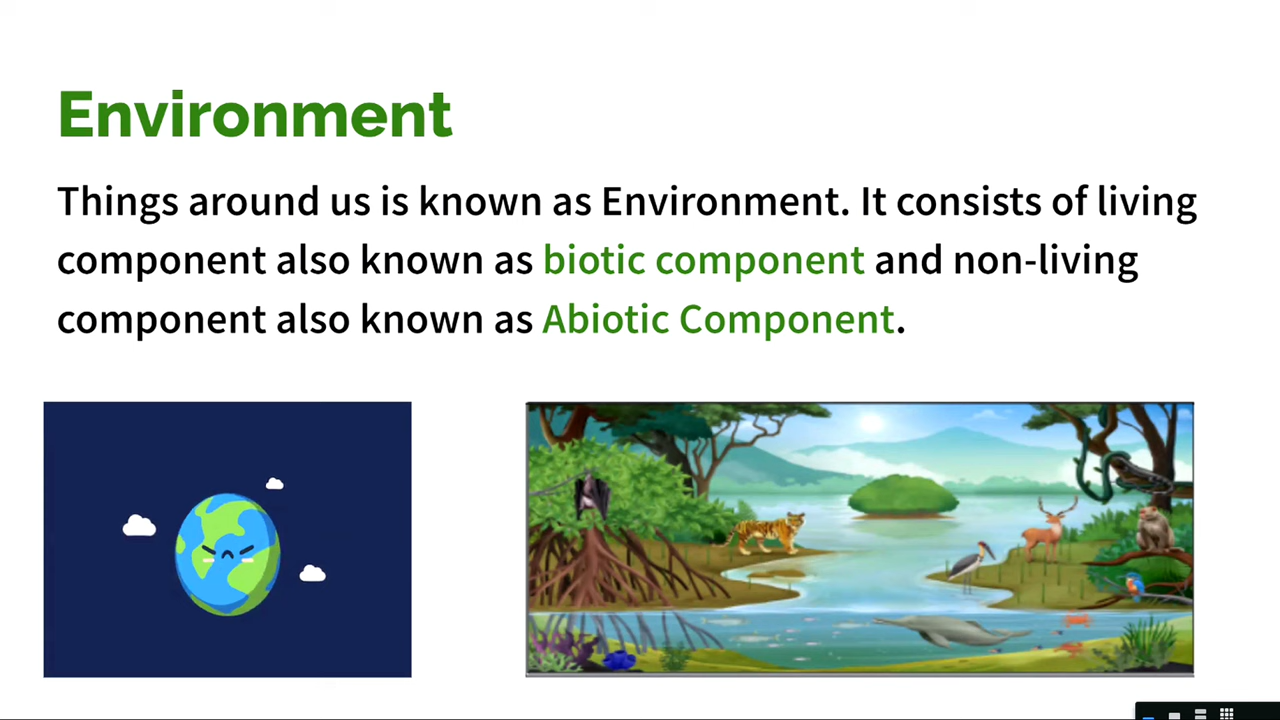 Environment
Things around us is known as Environment. It consists of living
component also known as biotic component and non-living
component also known as Abiotic Component.